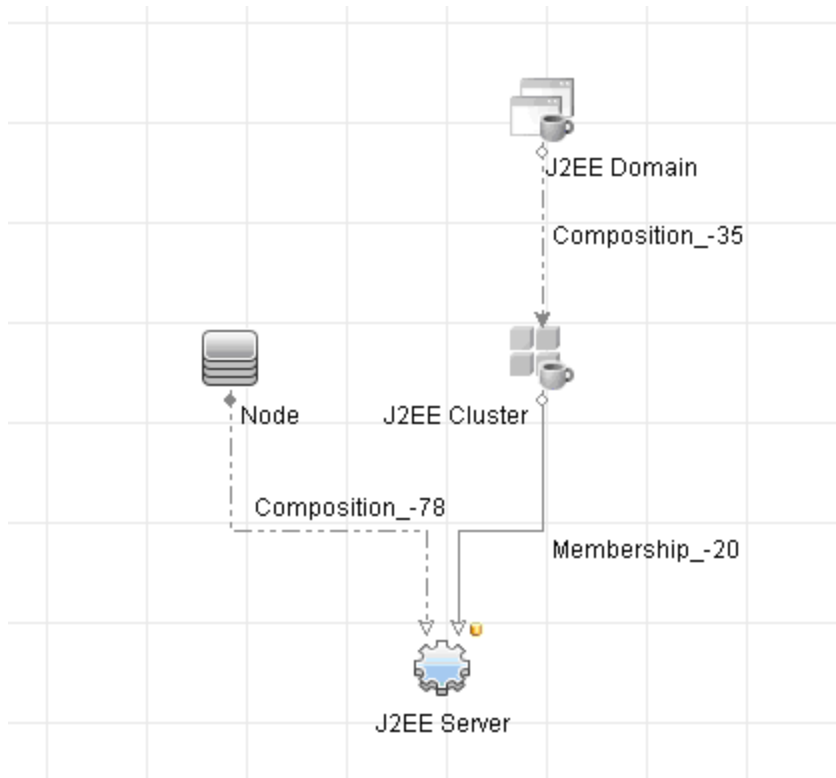 J2EE Domain
Composition_-35
Node
J2EE Cluster
Composition_-78
Membership_-20
J2EE Server